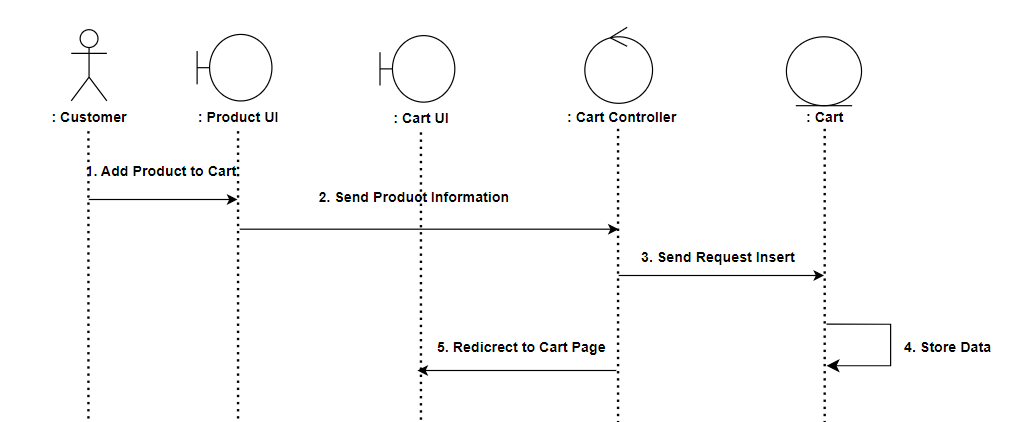 : Customer
: Product UI
: Cart UI
: Cart Controller
: Cart
1. Add Product to Cart
2. Send Product Information
3. Send Request Insert
4. Store Data
5. Redicrect to Cart Page